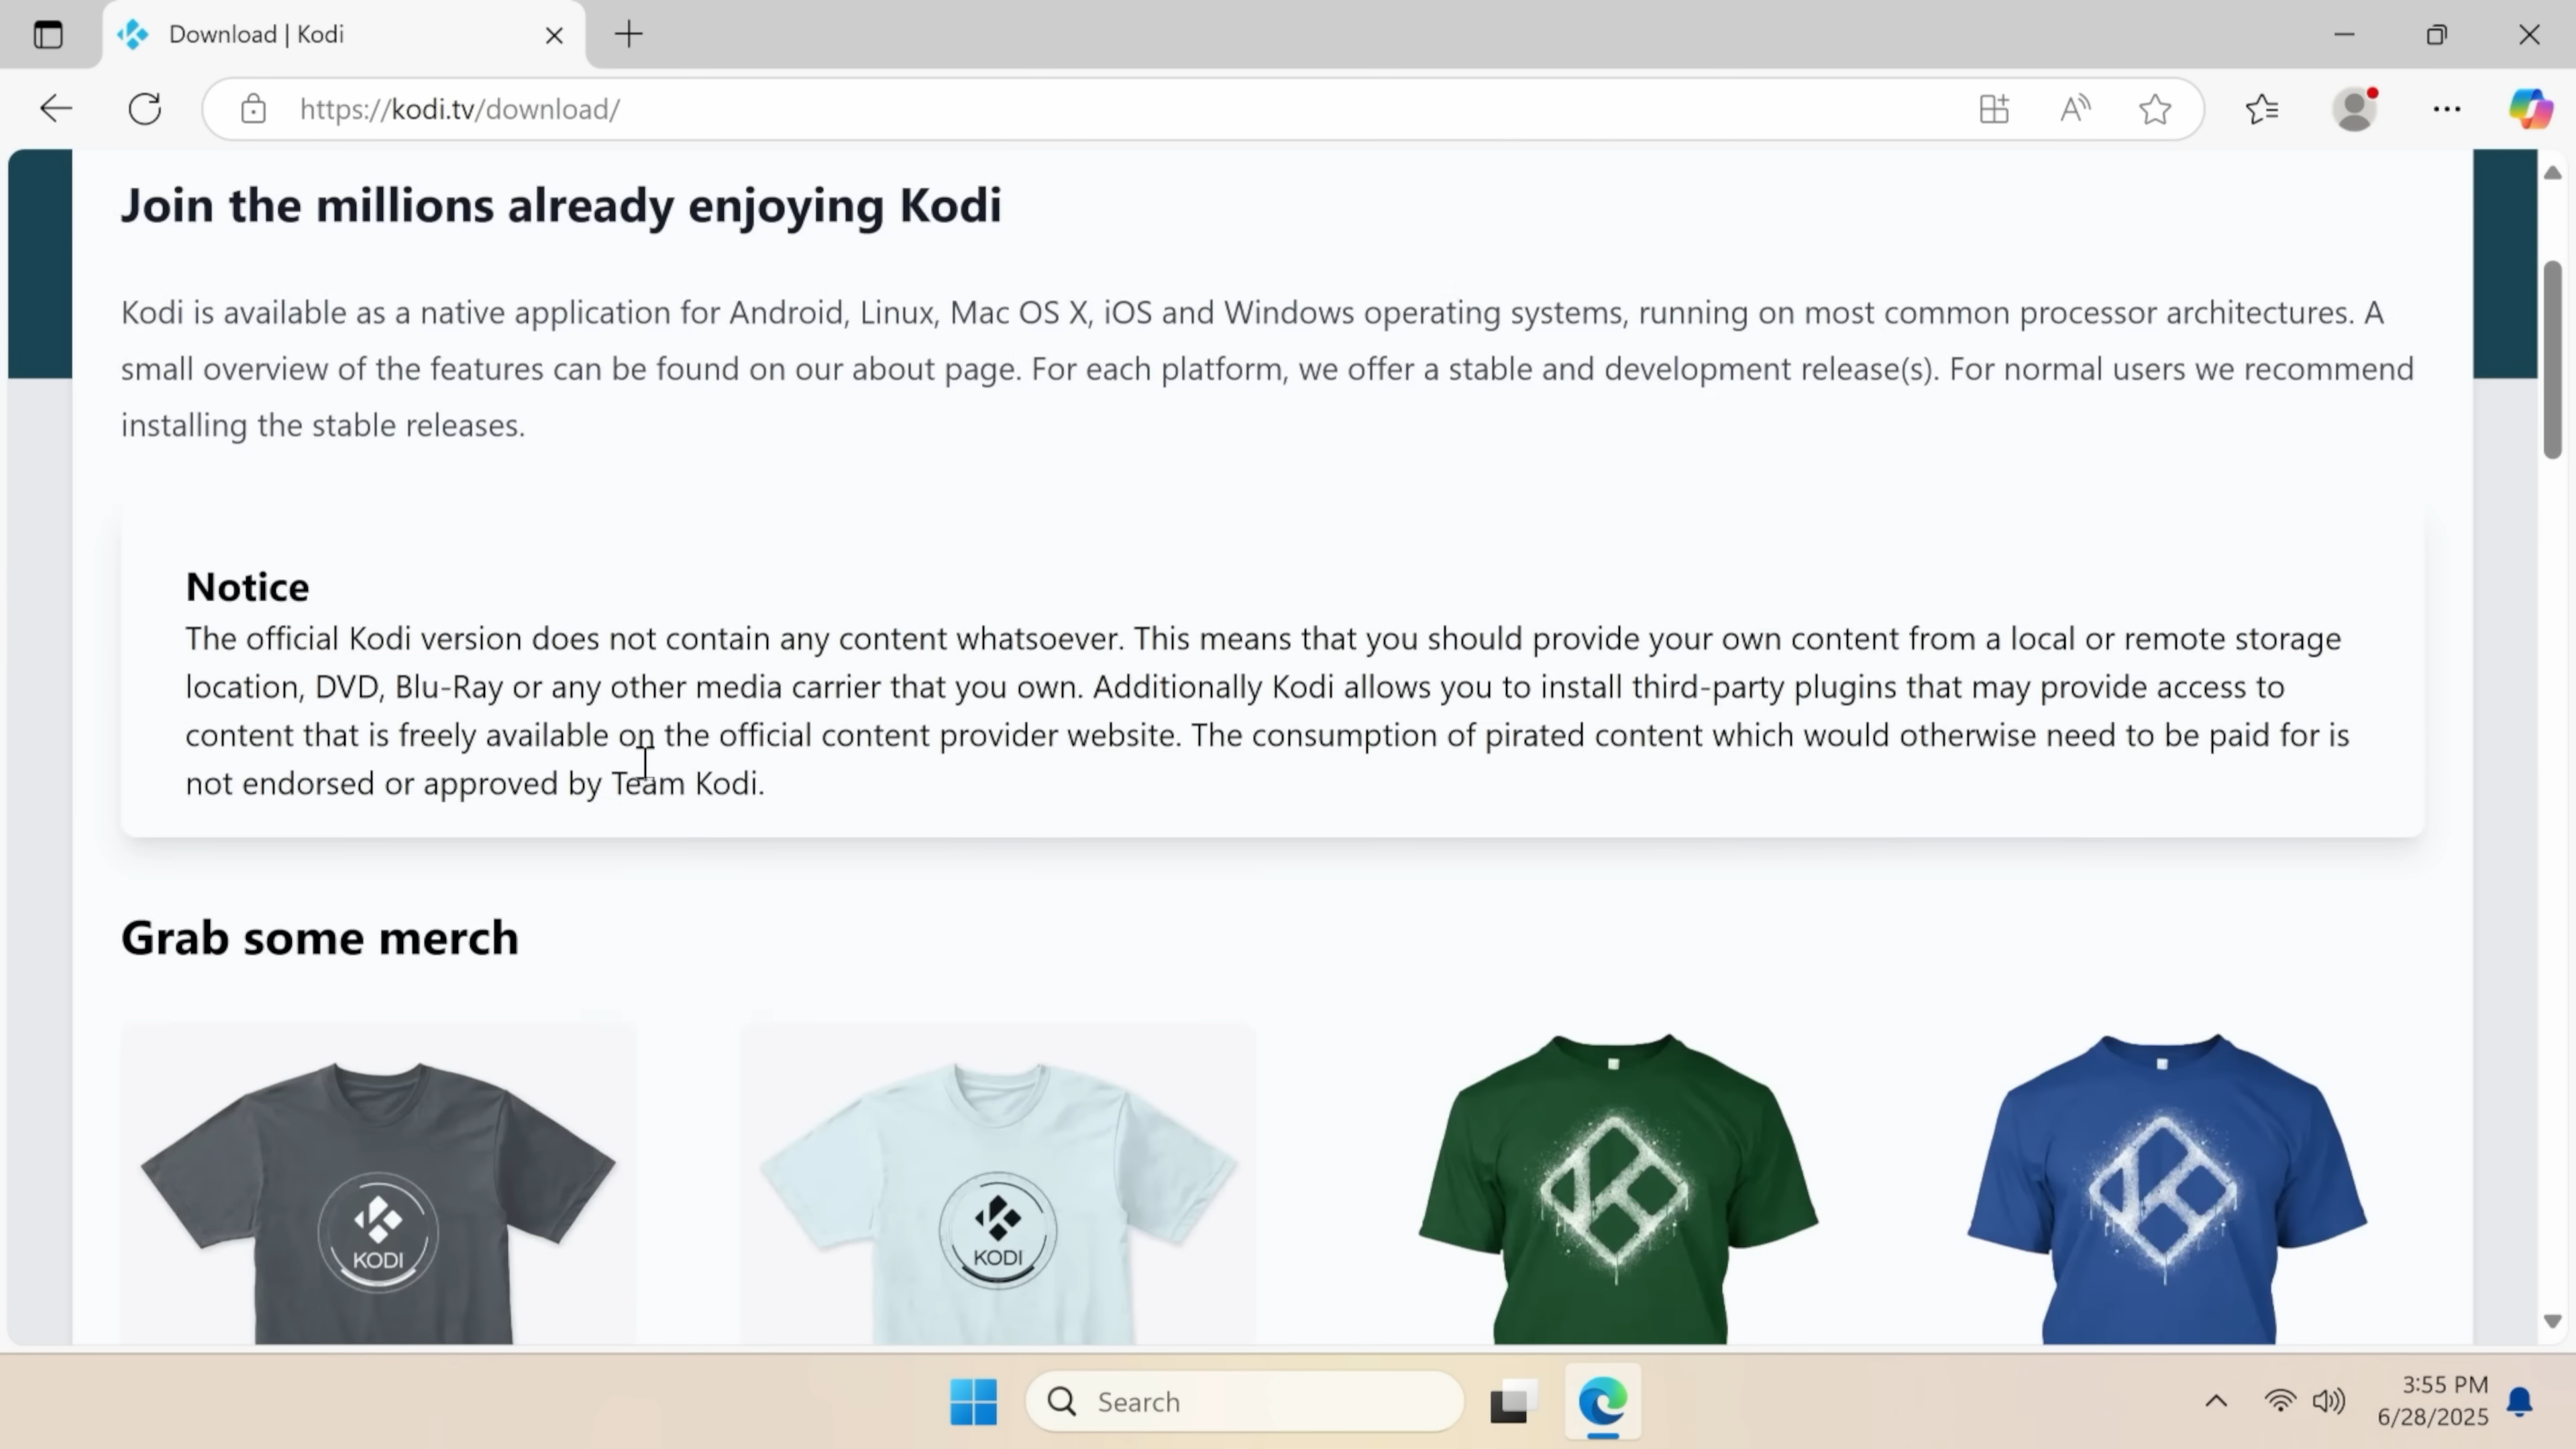 Download | Kodi
https://kodi.tv/download/
Join the millions already enjoying Kodi
Kodi is available as a native application for Android, Linux, Mac OS X, iOS and Windows operating systems, running on most common processor architectures. A
small overview of the features can be found on our about page. For each platform, we offer a stable and development release(s). For normal users we recommend
installing the stable releases.
Notice
The official Kodi version does not contain any content whatsoever. This means that you should provide your own content from a local or remote storage
location, DVD, Blu-Ray or any other media carrier that you own. Additionally Kodi allows you to install third-party plugins that may provide access to
content that is freely available on the official content provider website. The consumption of pirated content which would otherwise need to be paid for is
not endorsed or approved by Team Kodi.
Grab some merch
KODI
KODI
Search
3:55 PM
6/28/2025